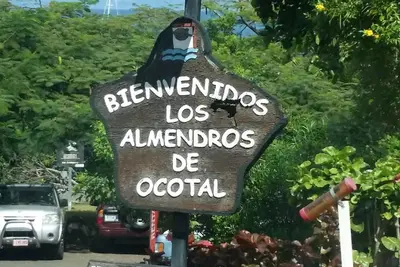 BIENVENIDOS
LOS
ALMENDROS
DE
OCOTAL